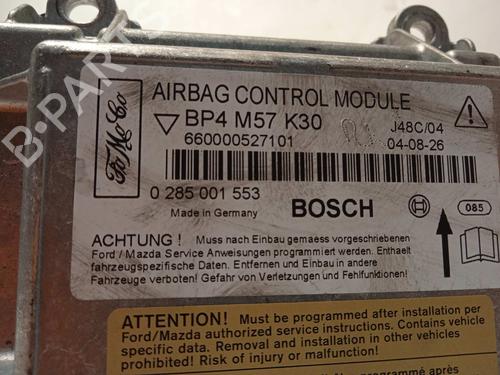 B-PARTS
FoMoCo
AIRBAG CONTROL MODULE
BP4 M57 K30
J48C/04
660000527101
04-08-26
0 285 001 553
Made in Germany
BOSCH
085
ACHTUNG ! Muss nach Einbau gemaess vorgeschriebenen
Ford / Mazda Service Anweisungen programmiert werden. Enthaelt
fahrzeugspezifische Daten. Entfernen und Einbau in andere
Fahrzeuge verboten! Gefahr von Verletzungen und Fehlfunktionen!
ATTENTION! Must be programmed after installation per
Ford/Mazda authorized service instructions. Contains vehicle
specific data. Removal and installation in other vehicles
prohibited! Risk of injury or malfunction!
programmé après